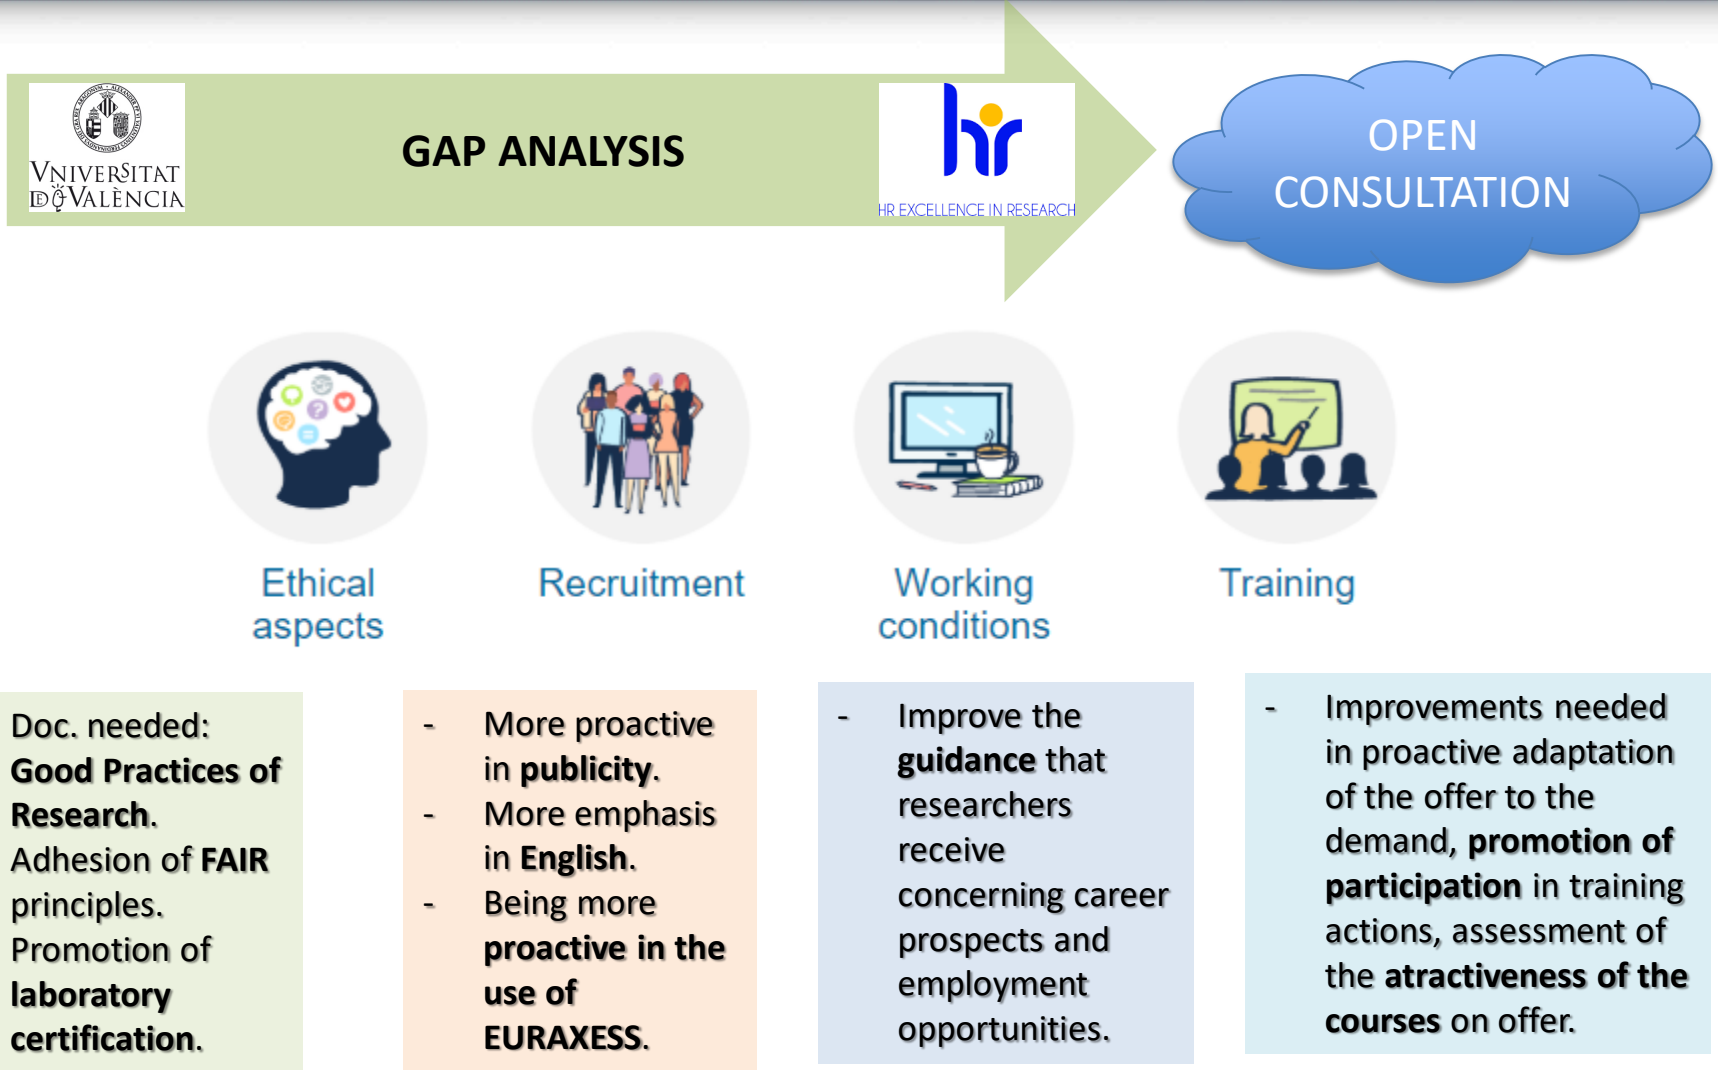 VNIVERSITAT
DE VALÈNCIA
GAP ANALYSIS
hr
HR EXCELLENCE IN RESEARCH
OPEN
CONSULTATION
Ethical
aspects
Recruitment
Working
conditions
Training
Doc. needed:
Good Practices of
Research.
Adhesion of FAIR
principles.
Promotion of
laboratory
certification.
- More proactive
in publicity.
- More emphasis
in English.
- Being more
proactive in the
use of
EURAXESS.
- Improve the
guidance that
researchers
receive
concerning career
prospects and
employment
opportunities.
- Improvements needed
in proactive adaptation
of the offer to the
demand, promotion of
participation in training
actions, assessment of
the atractiveness of the
courses on offer.